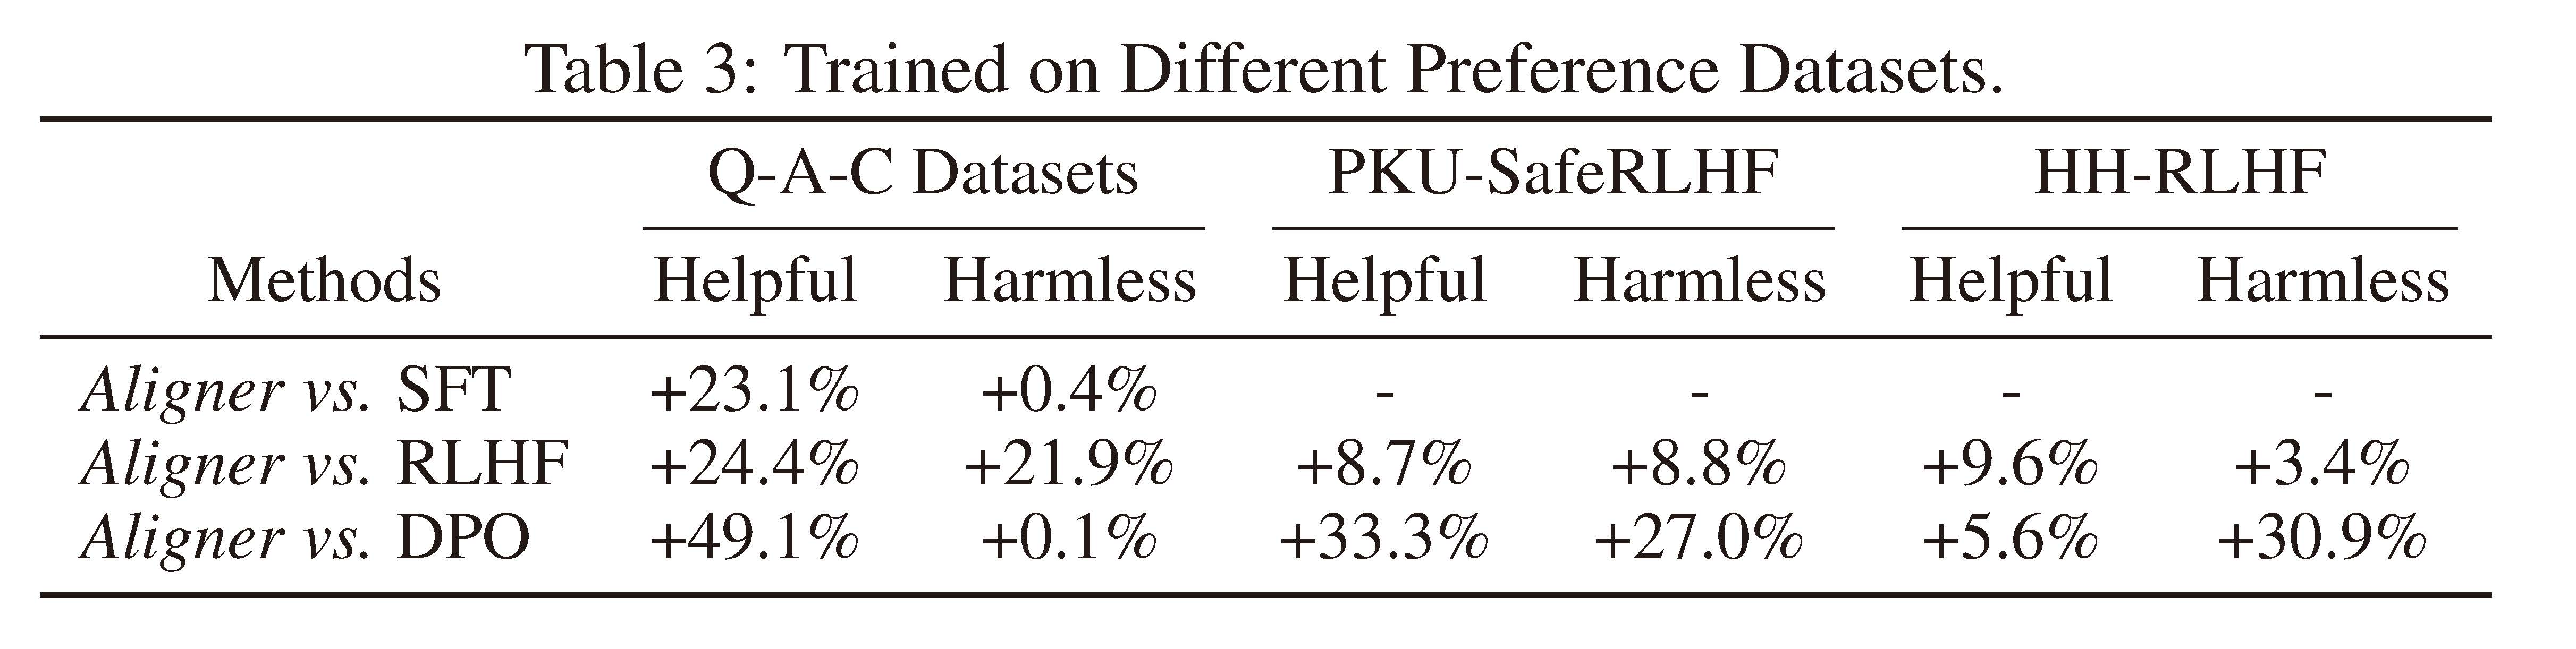 Table 3: Trained on Different Preference Datasets.
Q-A-C Datasets PKU-SafeRLHF HH-RLHF
Methods Helpful Harmless Helpful Harmless Helpful Harmless
Aligner vs. SFT +23.1% +0.4% - - - -
Aligner vs. RLHF +24.4% +21.9% +8.7% +8.8% +9.6% +3.4%
Aligner vs. DPO +49.1% +0.1% +33.3% +27.0% +5.6% +30.9%